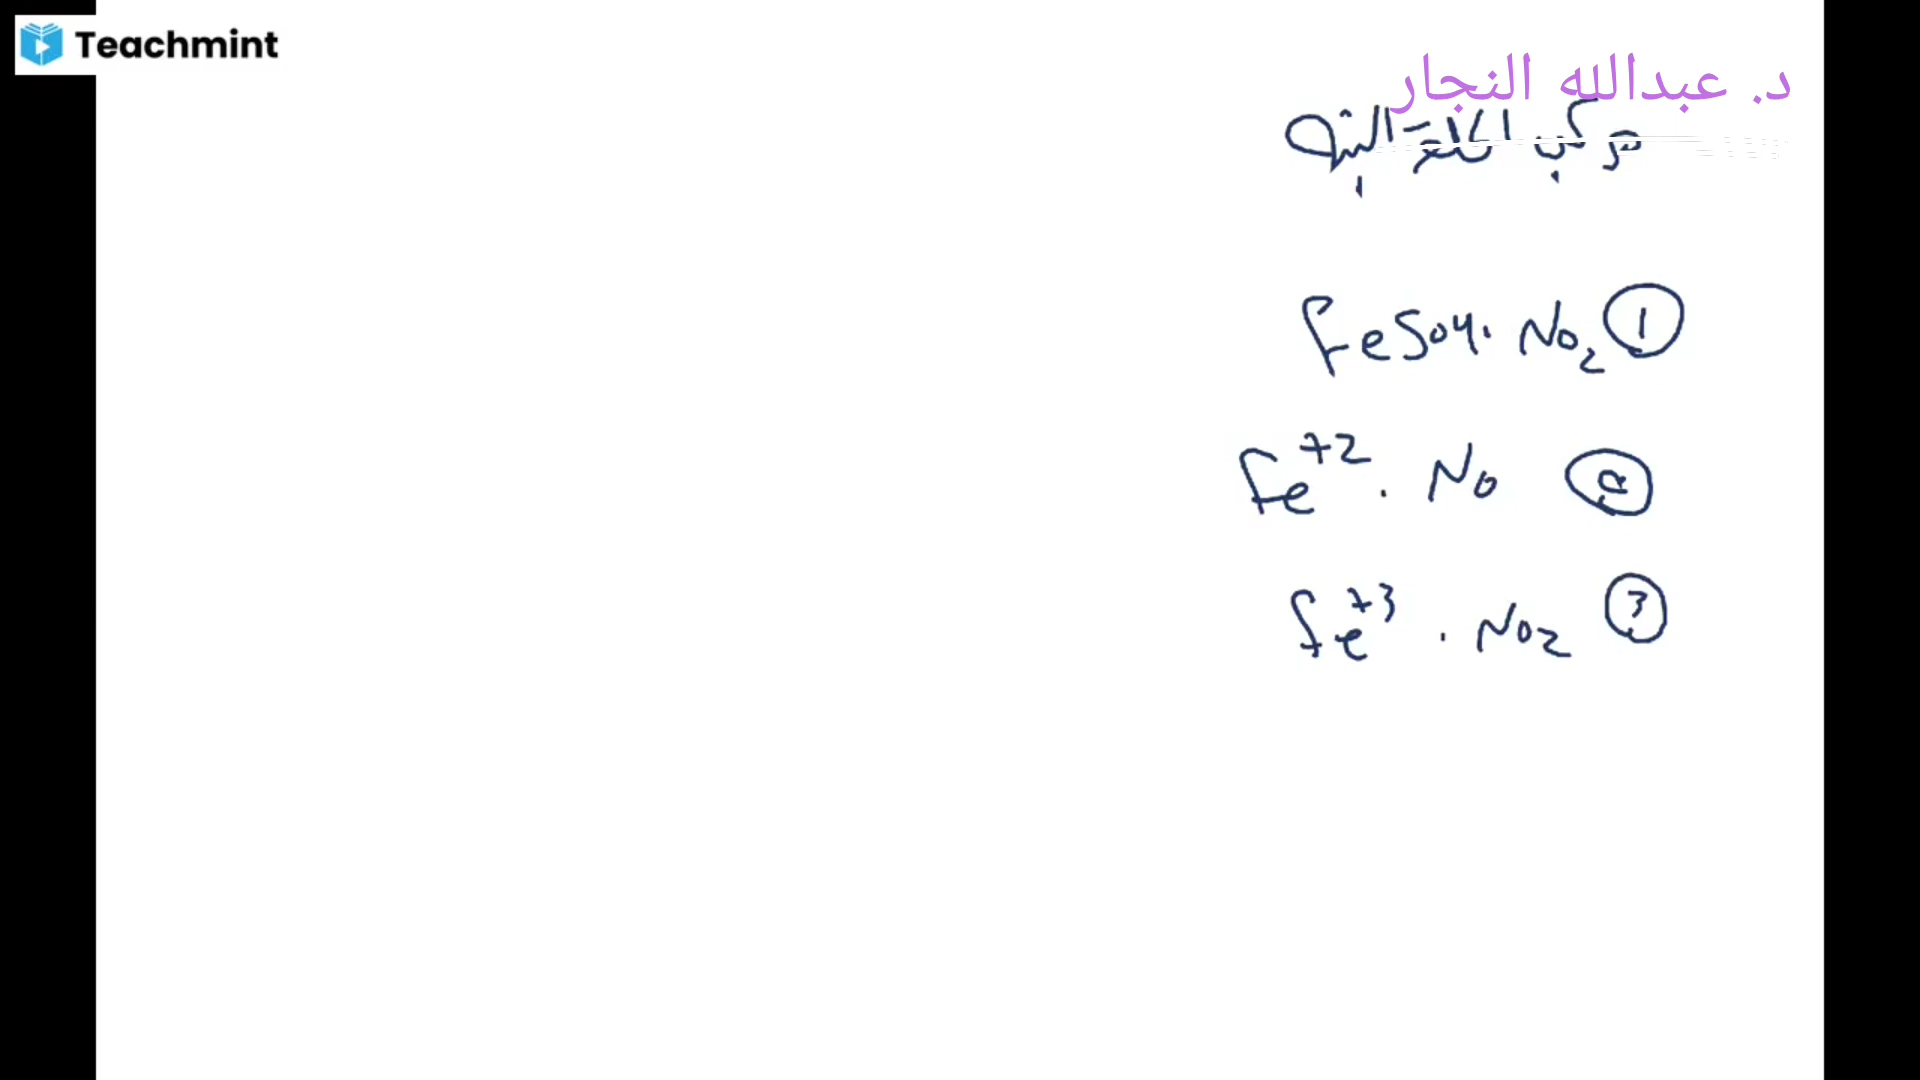 Teachmint
د. عبدالله النجار
مركب الحلقة البنية
FeSO4. NO2 1
Fe+2 . NO 2
Fe+3 . NO2 3